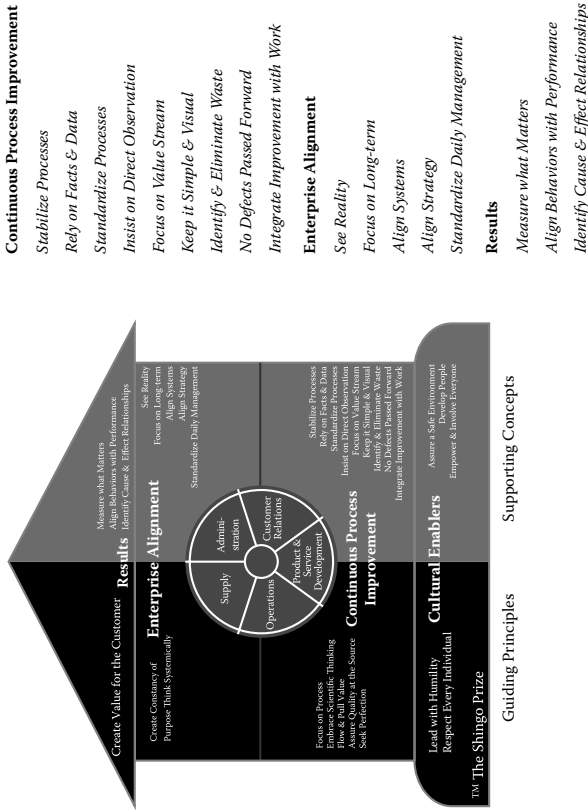 Create Value for the Customer
Results
Measure what Matters
Align Behaviors with Performance
Identify Cause & Effect Relationships
Enterprise Alignment
Create Constancy of
Purpose Think Systemically
See Reality
Focus on Long-term
Align Systems
Align Strategy
Standardize Daily Management
Supply
Admini-
stration
Operations
Product &
Service
Development
Customer
Relations
Continuous Process
Improvement
Focus on Process
Embrace Scientific Thinking
Flow & Pull Value
Assure Quality at the Source
Seek Perfection
Stabilize Processes
Rely on Facts & Data
Standardize Processes
Insist on Direct Observation
Focus on Value Stream
Keep it Simple & Visual
Identify & Eliminate Waste
No Defects Passed Forward
Integrate Improvement with Work
Cultural Enablers
Lead with Humility
Respect Every Individual
Assure a Safe Environment
Develop People
Empower & Involve Everyone
TM The Shingo Prize
Guiding Principles
Supporting Concepts
Continuous Process Improvement
Stabilize Processes
Rely on Facts & Data
Standardize Processes
Insist on Direct Observation
Focus on Value Stream
Keep it Simple & Visual
Identify & Eliminate Waste
No Defects Passed Forward
Integrate Improvement with Work
Enterprise Alignment
See Reality
Focus on Long-term
Align Systems
Align Strategy
Standardize Daily Management
Results
Measure what Matters
Align Behaviors with Performance
Identify Cause & Effect Relationships